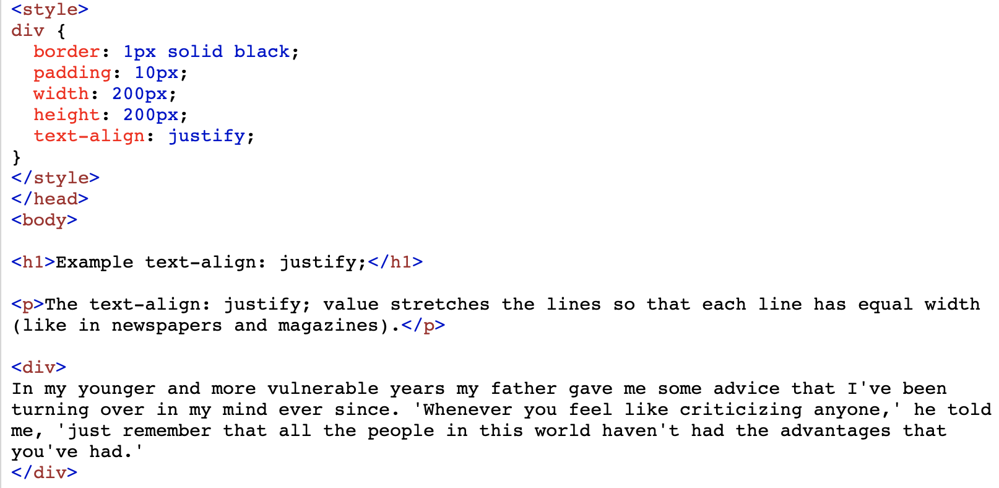 <style>
div {
  border: 1px solid black;
  padding: 10px;
  width: 200px;
  height: 200px;
  text-align: justify;
}
</style>
</head>
<body>

<h1>Example text-align: justify;</h1>

<p>The text-align: justify; value stretches the lines so that each line has equal width
(like in newspapers and magazines).</p>

<div>
In my younger and more vulnerable years my father gave me some advice that I've been
turning over in my mind ever since. 'Whenever you feel like criticizing anyone,' he told
me, 'just remember that all the people in this world haven't had the advantages that
you've had.'
</div>